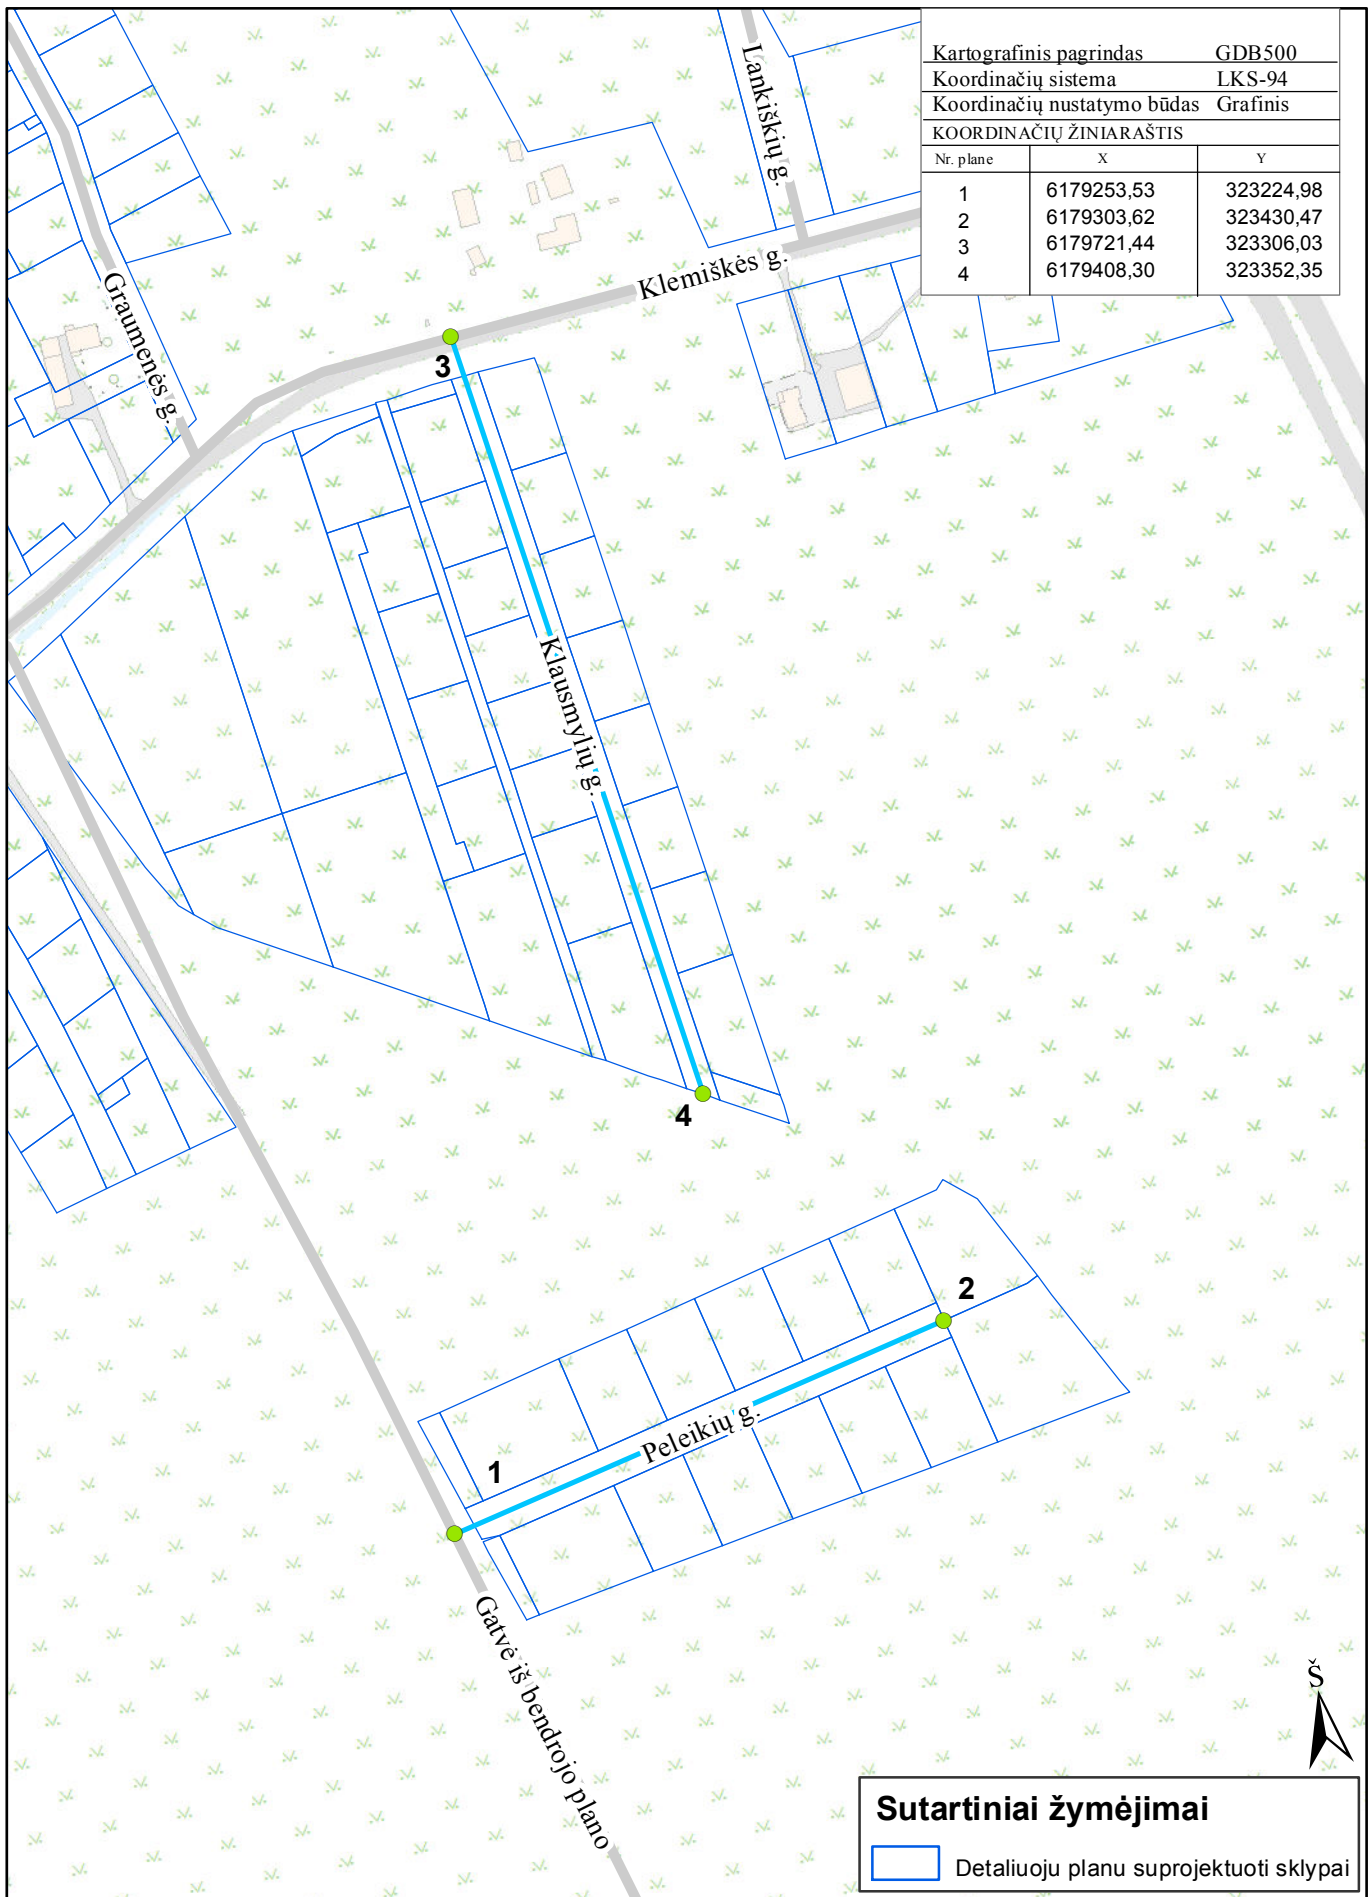 Kartografinis pagrindas GDB500
Koordinačių sistema LKS-94
Koordinačių nustatymo būdas Grafinis
KOORDINAČIŲ ŽINIARAŠTIS
Nr. plane X Y
1 6179253,53 323224,98
2 6179303,62 323430,47
3 6179721,44 323306,03
4 6179408,30 323352,35
Lankiškių g.
Klemiškės g.
Graumenės g.
3
Klausmylių g.
4
2
Peleikių g.
1
Gatvė iš bendrojo plano
Š
Sutartiniai žymėjimai
Detaliuoju planu suprojektuoti sklypai